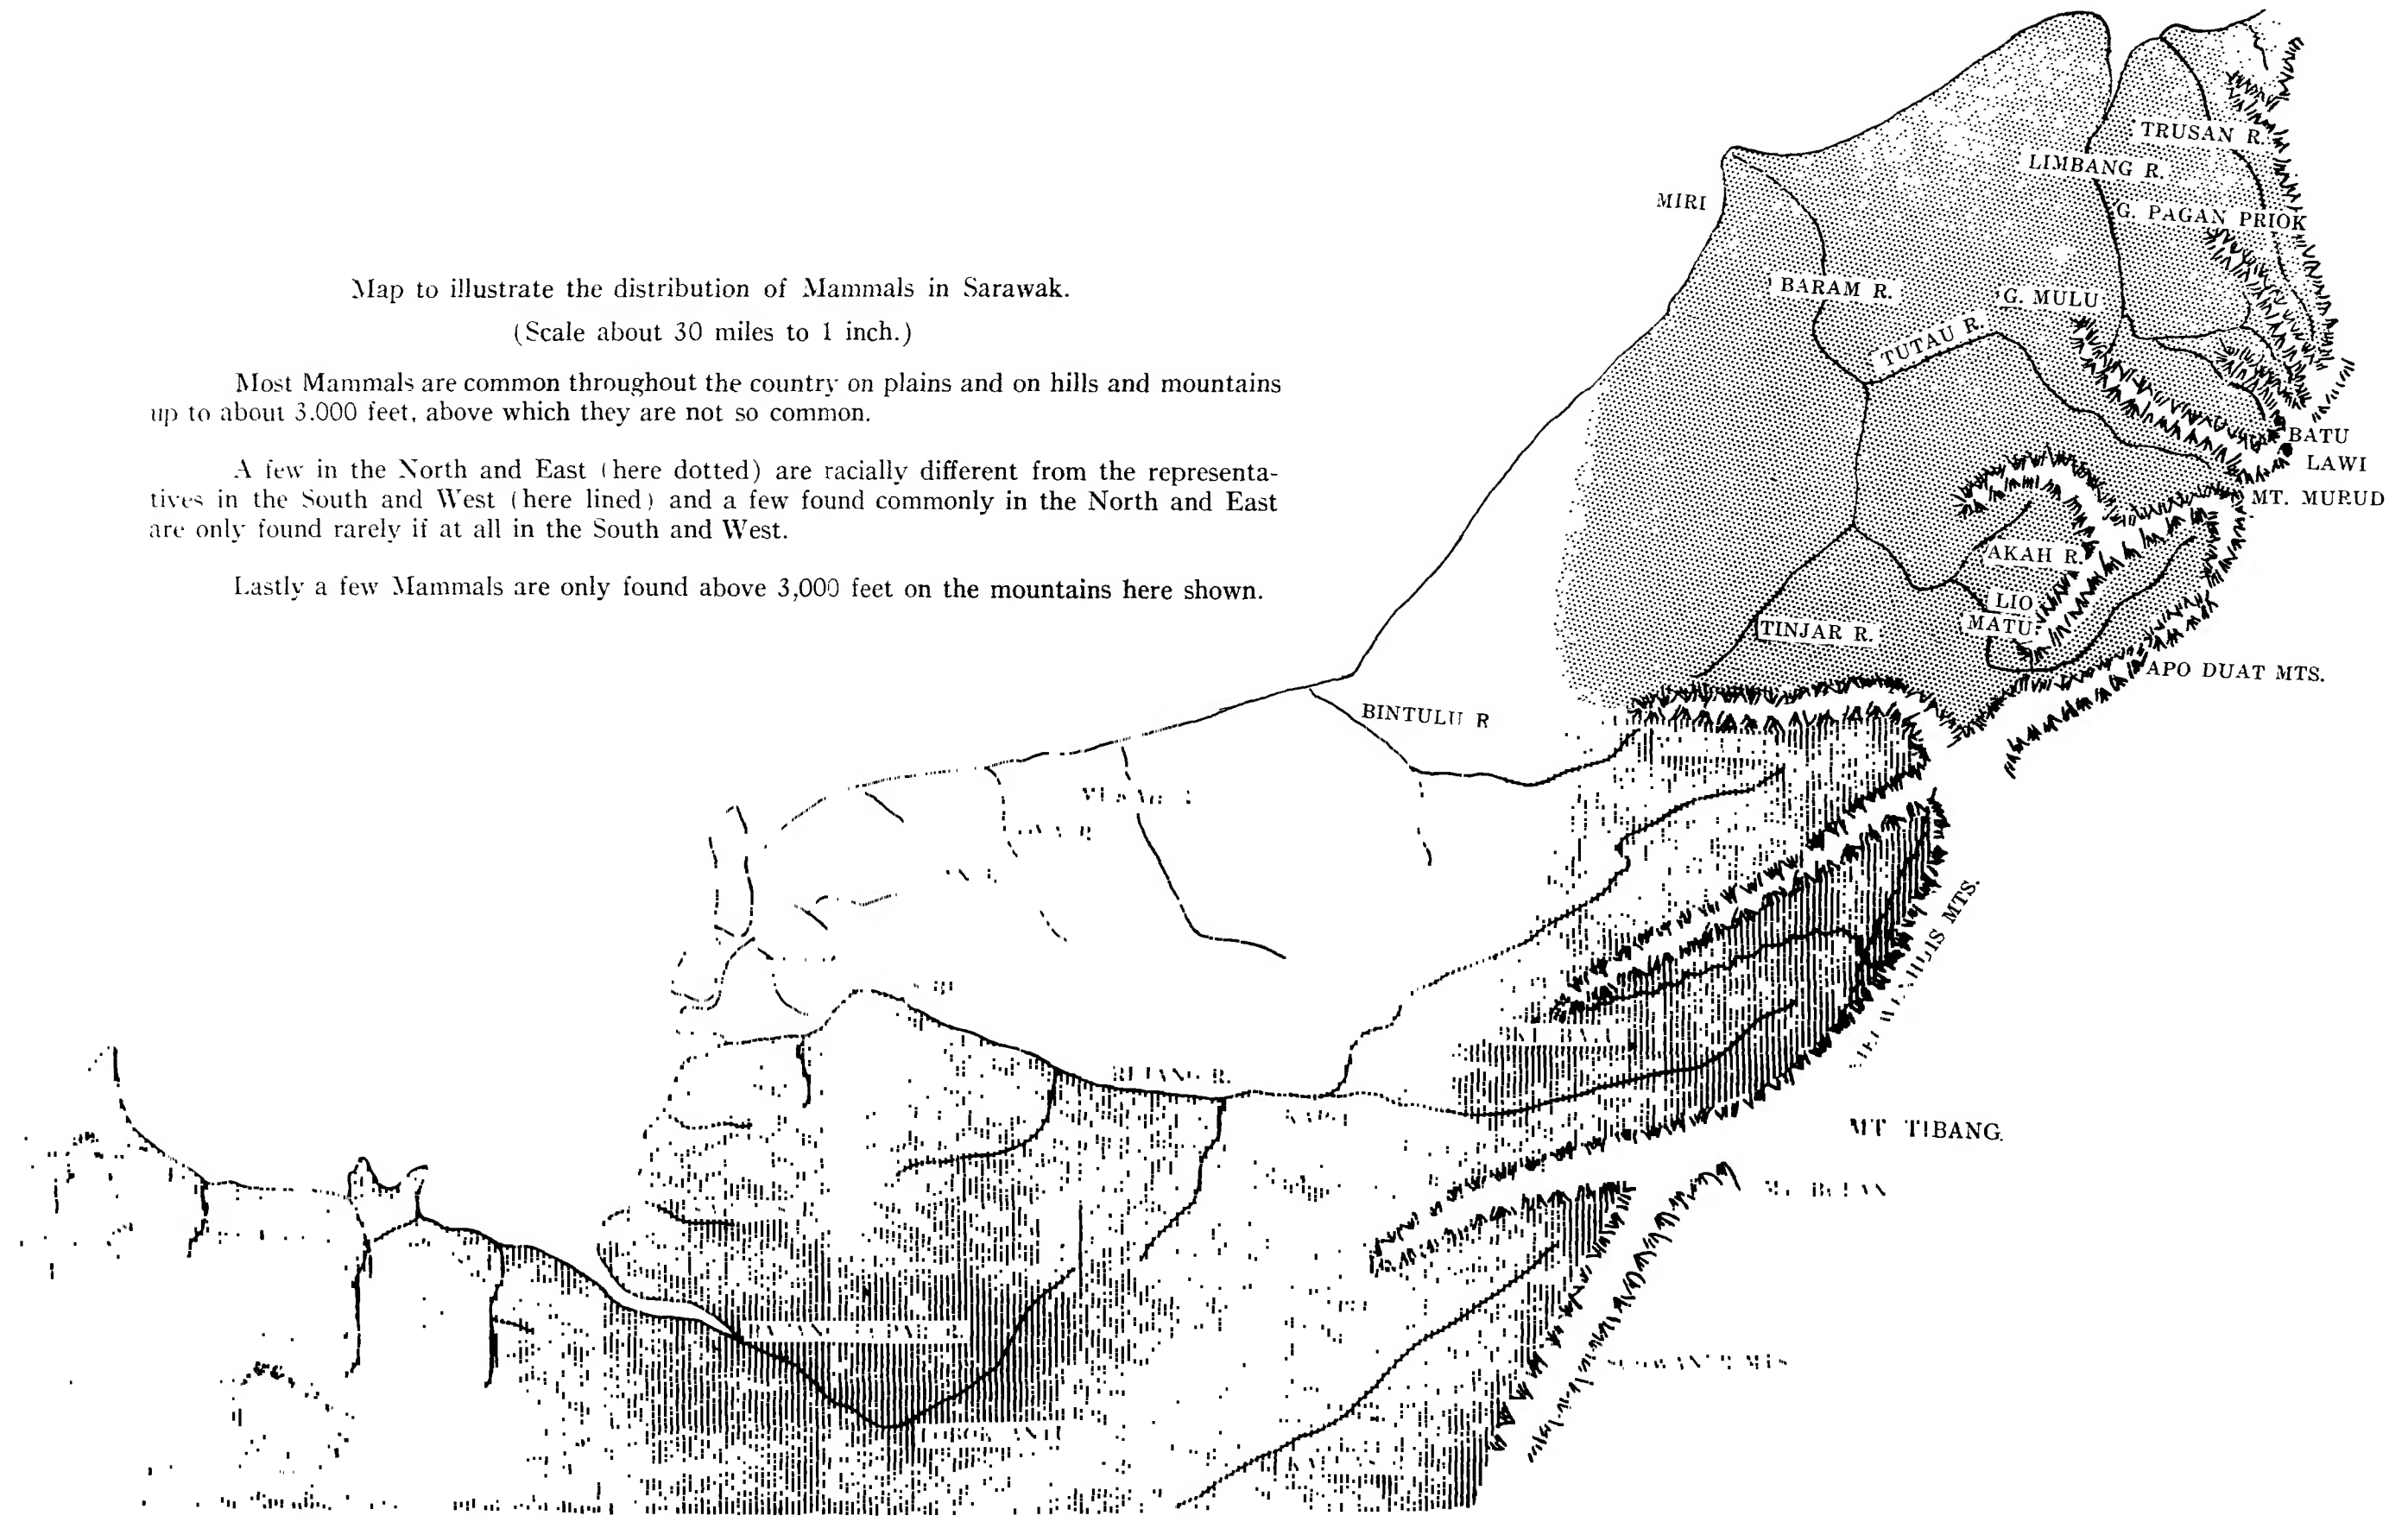 Map to illustrate the distribution of Mammals in Sarawak.
(Scale about 30 miles to 1 inch.)
Most Mammals are common throughout the country on plains and on hills and mountains
up to about 3.000 feet, above which they are not so common.
A few in the North and East (here dotted) are racially different from the representa-
tives in the South and West (here lined) and a few found commonly in the North and East
are only found rarely if at all in the South and West.
Lastly a few Mammals are only found above 3,000 feet on the mountains here shown.
TRUSAN R.
LIMBANG R.
MIRI
G. PAGAN PRIOK
BARAM R.
G. MULU
TUTAU R.
BATU
LAWI
MT. MURUD
AKAH R.
LIO
MATU
TINJAR R.
APO DUAT MTS.
BINTULU R
MTS.
R.
MT TIBANG.